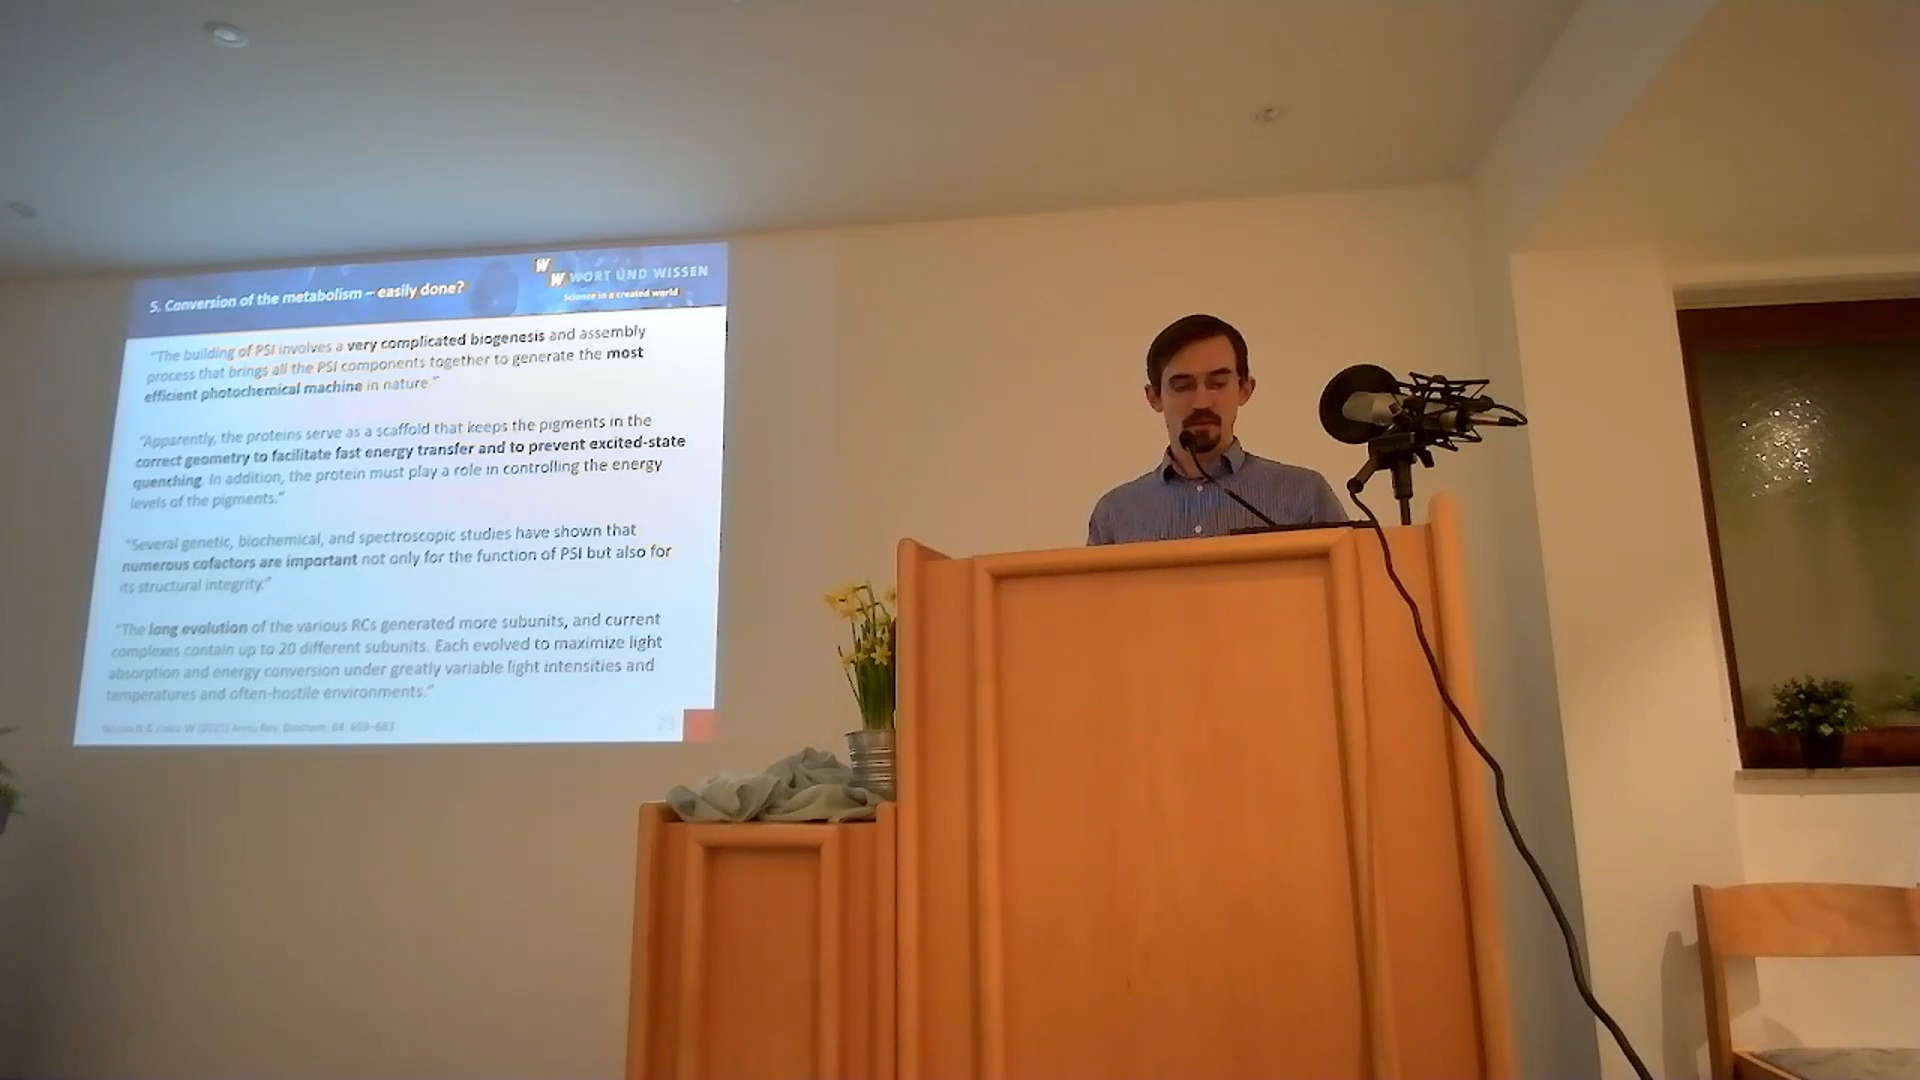 5. Conversion of the metabolism – easily done?
W
W WORT UND WISSEN
Science in a created world
"The building of PSI involves a very complicated biogenesis and assembly
process that brings all the PSI components together to generate the most
efficient photochemical machine in nature."
"Apparently, the proteins serve as a scaffold that keeps the pigments in the
correct geometry to facilitate fast energy transfer and to prevent excited-state
quenching. In addition, the protein must play a role in controlling the energy
levels of the pigments."
"Several genetic, biochemical, and spectroscopic studies have shown that
numerous cofactors are important not only for the function of PSI but also for
its structural integrity."
"The long evolution of the various RCs generated more subunits, and current
complexes contain up to 20 different subunits. Each evolved to maximize light
absorption and energy conversion under greatly variable light intensities and
temperatures and often-hostile environments."
N & W (2015) Annu Rev. Biochem. 84, 659–683.